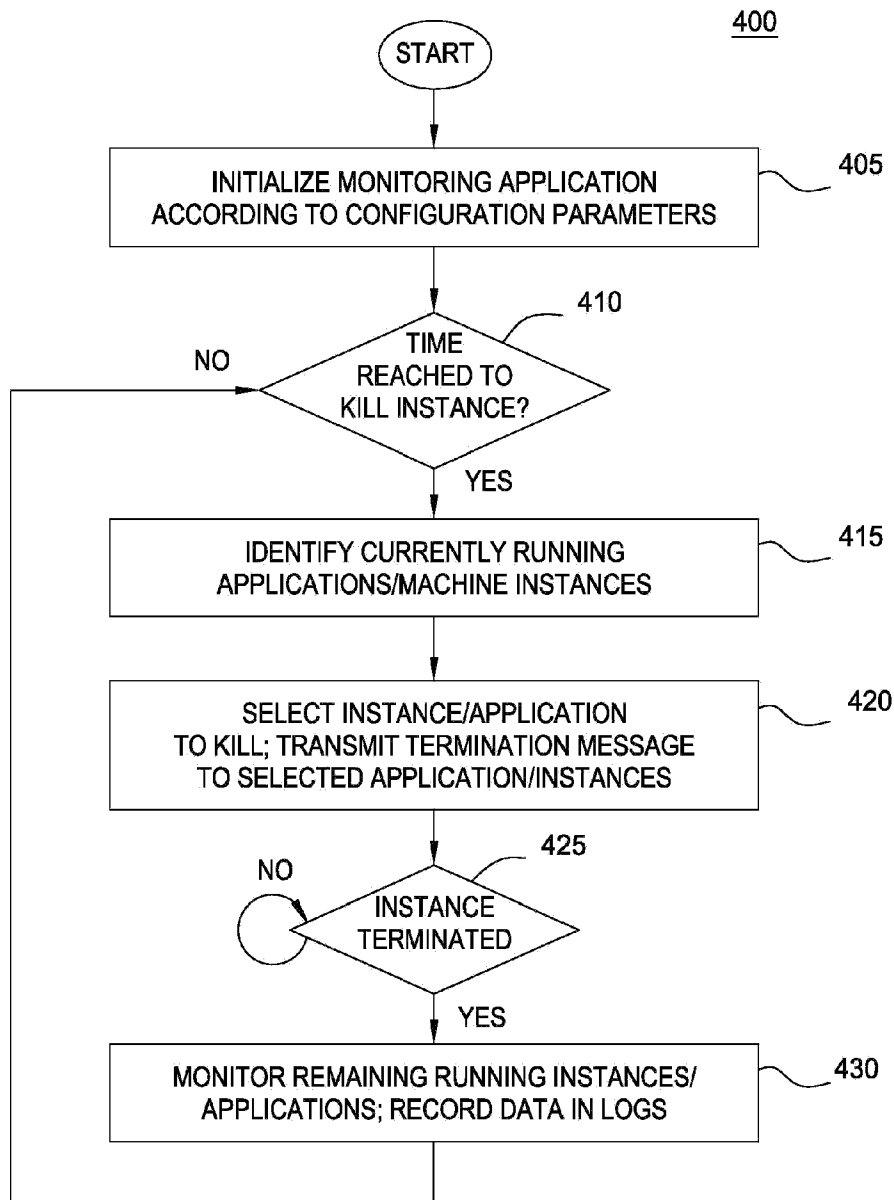 400
START
INITIALIZE MONITORING APPLICATION
ACCORDING TO CONFIGURATION PARAMETERS
405
410
TIME
REACHED TO
KILL INSTANCE?
NO
YES
IDENTIFY CURRENTLY RUNNING
APPLICATIONS/MACHINE INSTANCES
415
SELECT INSTANCE/APPLICATION
TO KILL; TRANSMIT TERMINATION MESSAGE
TO SELECTED APPLICATION/INSTANCES
420
425
NO
INSTANCE
TERMINATED
YES
MONITOR REMAINING RUNNING INSTANCES/
APPLICATIONS; RECORD DATA IN LOGS
430